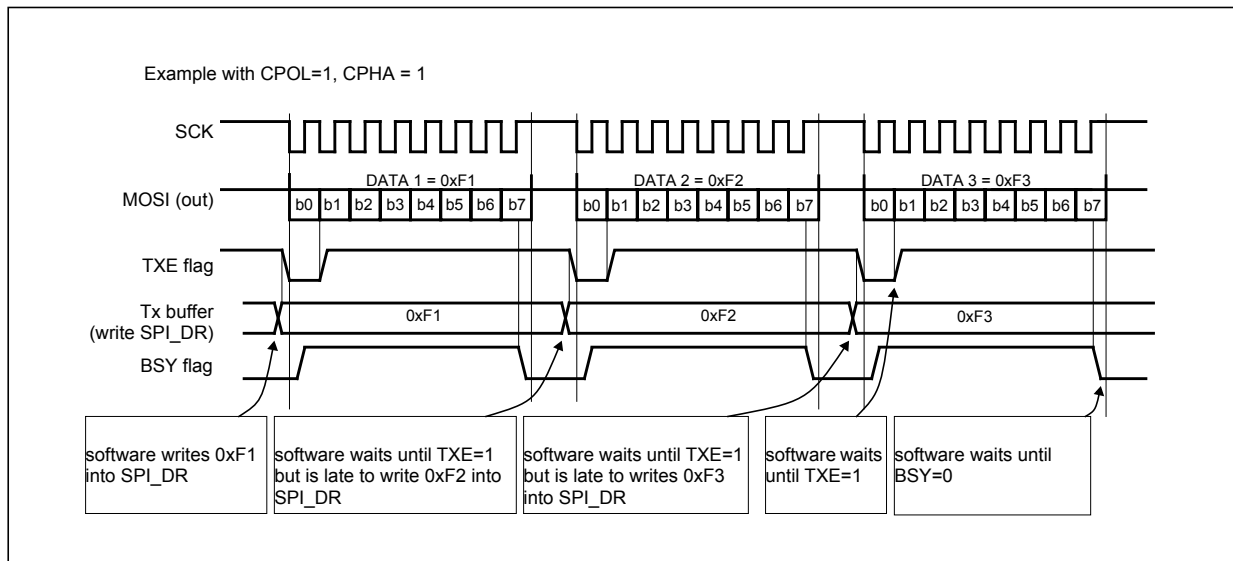 Example with CPOL=1, CPHA = 1
SCK
DATA 1 = 0xF1
DATA 2 = 0xF2
DATA 3 = 0xF3
MOSI (out)
b0 b1 b2 b3 b4 b5 b6 b7
b0 b1 b2 b3 b4 b5 b6 b7
b0 b1 b2 b3 b4 b5 b6 b7
TXE flag
Tx buffer
(write SPI_DR)
0xF1
0xF2
0xF3
BSY flag
software writes 0xF1
into SPI_DR
software waits until TXE=1
but is late to write 0xF2 into
SPI_DR
software waits until TXE=1
but is late to writes 0xF3
into SPI_DR
software waits
until TXE=1
software waits until
BSY=0